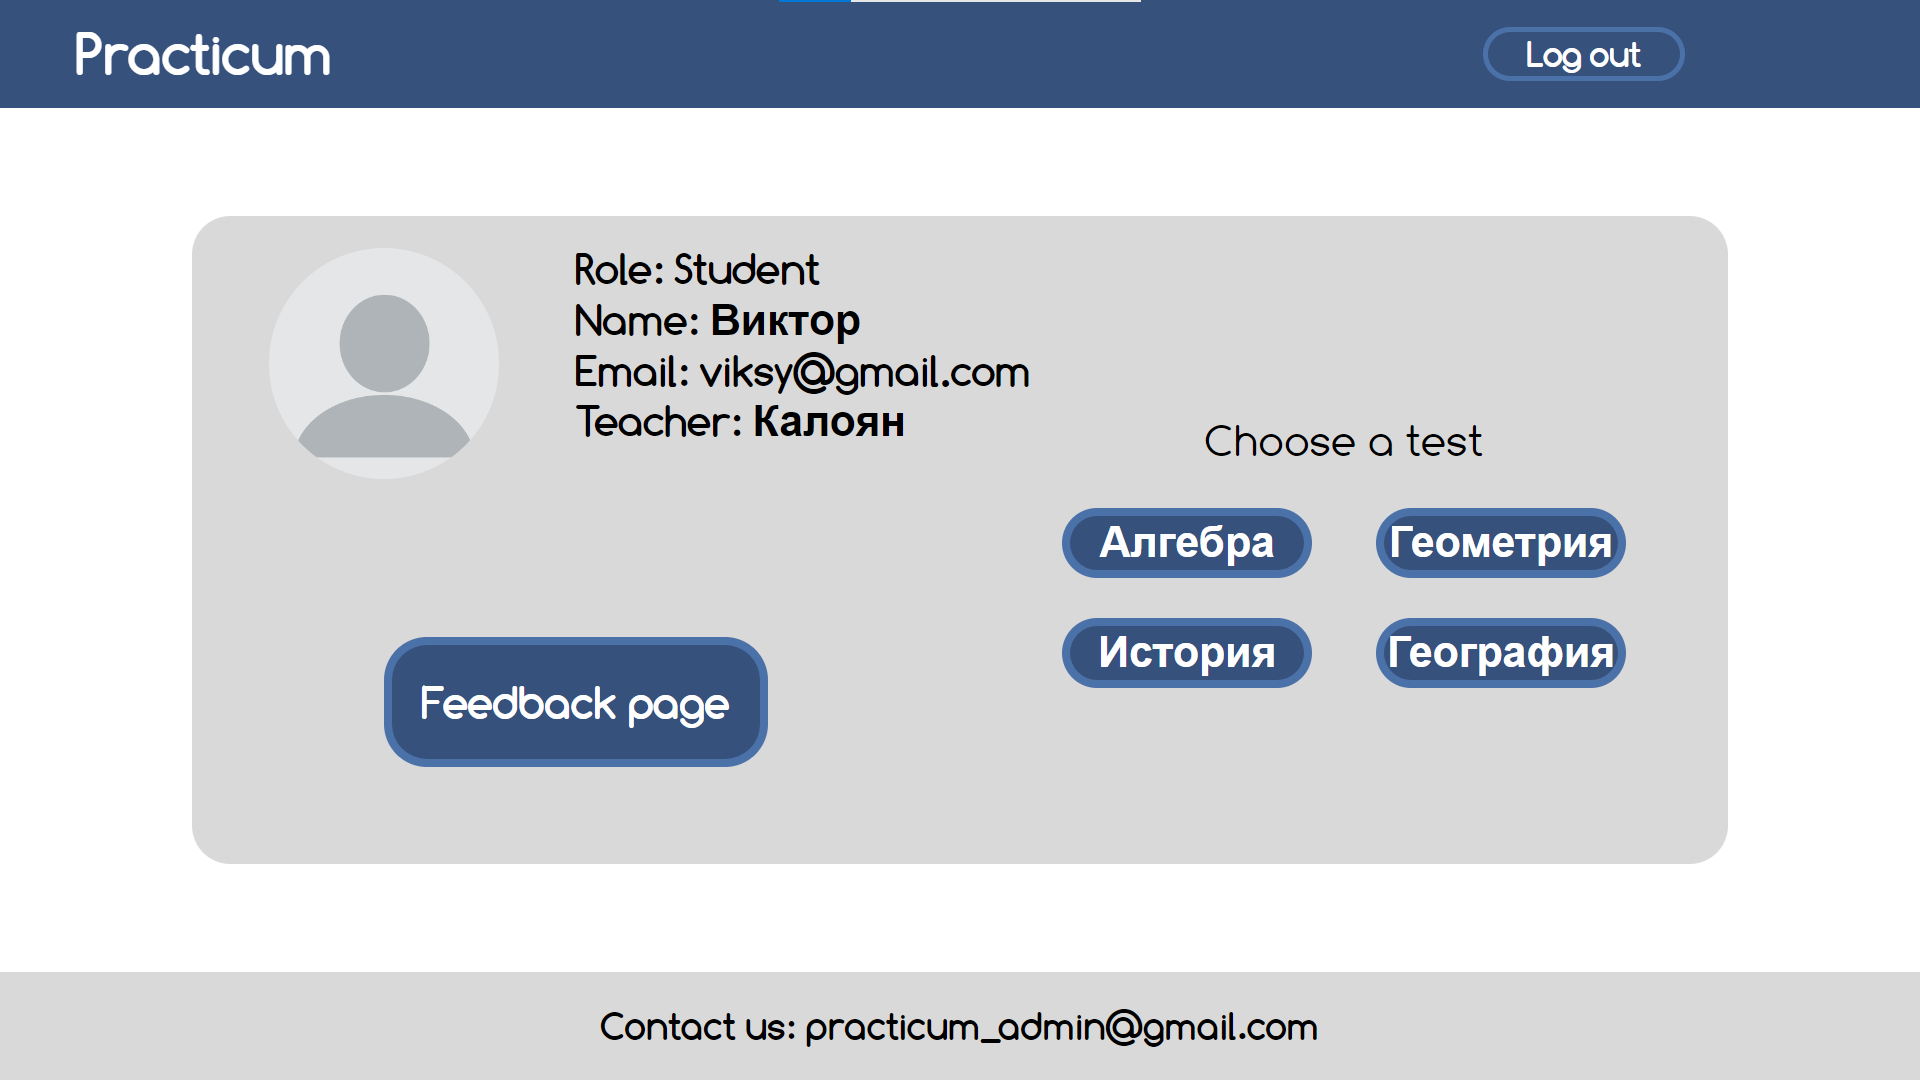 Practicum
Log out
Role: Student
Name: Виктор
Email: viksy@gmail.com
Teacher: Калоян
Choose a test
Алгебра
Геометрия
История
География
Feedback page
Contact us: practicum_admin@gmail.com